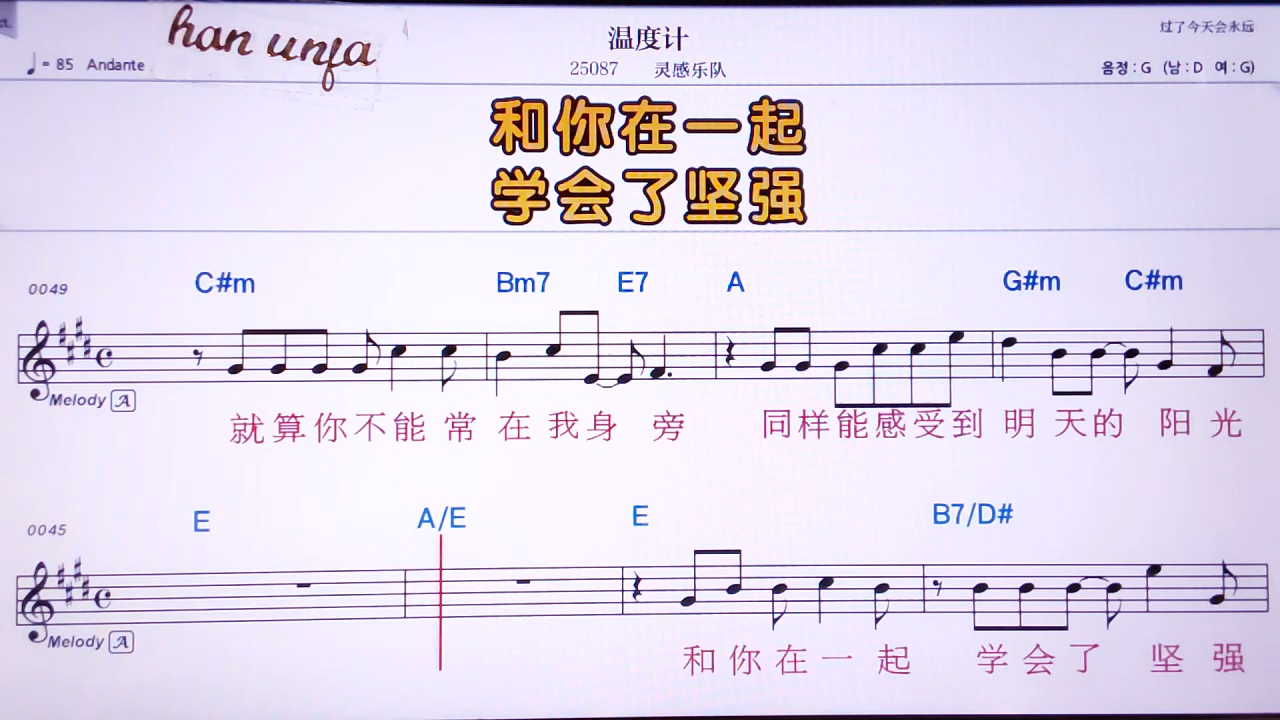 han unfa
温度计
过了今天会永远
♩= 85 Andante
25087 灵感乐队
음정 : G (남 : D 여 : G)
和你在一起
学会了坚强
0049
C#m Bm7 E7 A G#m C#m
Melody A
就算你不能常在我身旁 同样能感受到明天的阳光
0045
E A/E E B7/D#
Melody A
和你在一起 学会了坚强